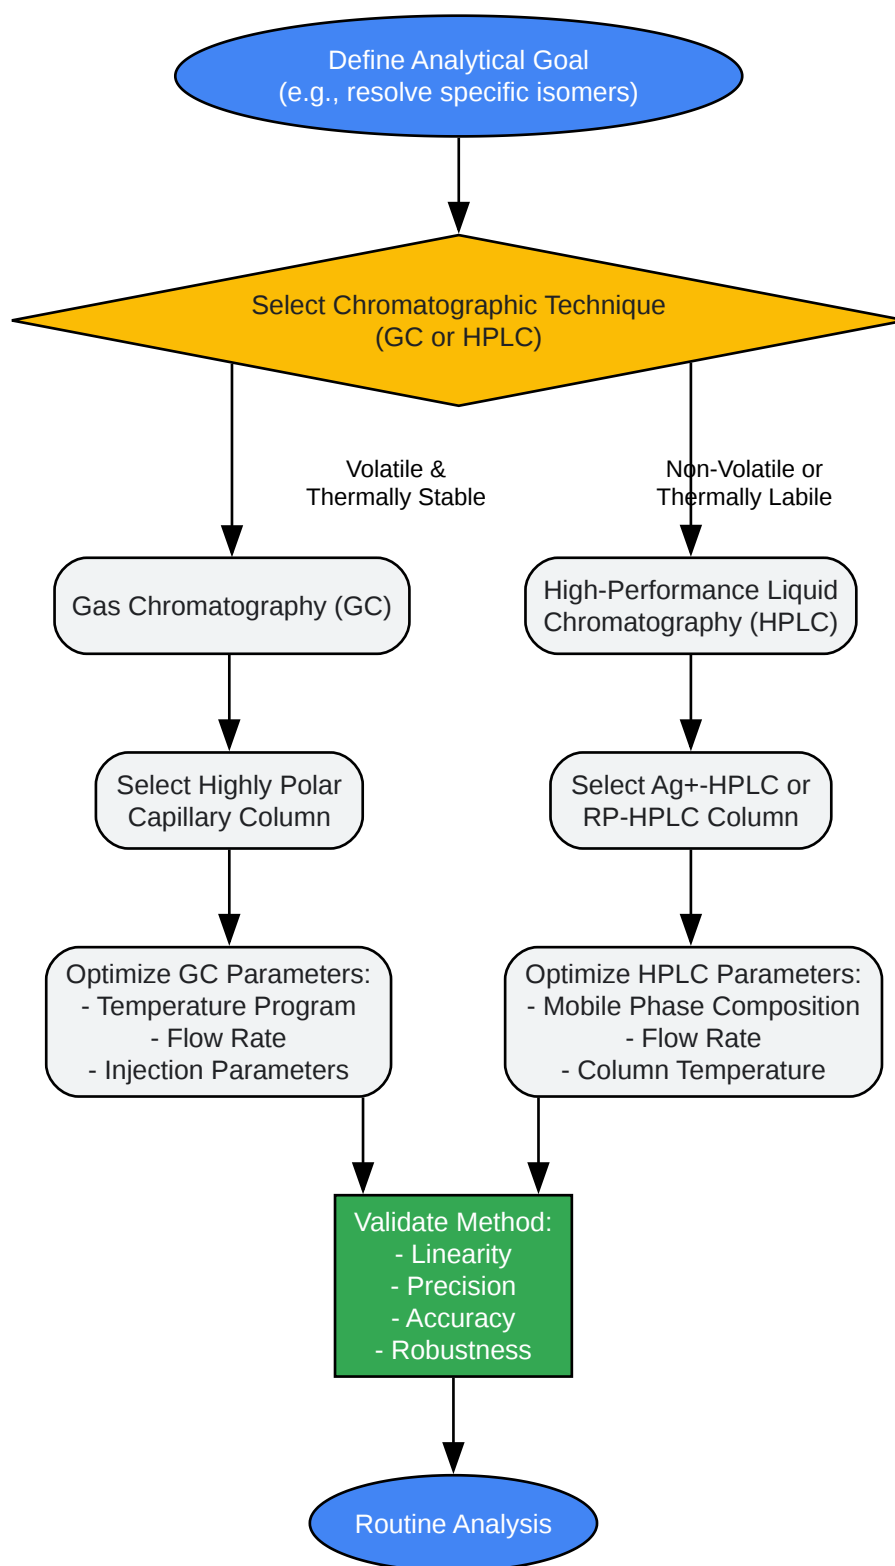 Define Analytical Goal
(e.g., resolve specific isomers)
Select Chromatographic Technique
(GC or HPLC)
Volatile &
Thermally Stable
Non-Volatile or
Thermally Labile
Gas Chromatography (GC)
High-Performance Liquid
Chromatography (HPLC)
Select Highly Polar
Capillary Column
Select Ag+-HPLC or
RP-HPLC Column
Optimize GC Parameters:
- Temperature Program
- Flow Rate
- Injection Parameters
Optimize HPLC Parameters:
- Mobile Phase Composition
- Flow Rate
- Column Temperature
Validate Method:
- Linearity
- Precision
- Accuracy
- Robustness
Routine Analysis